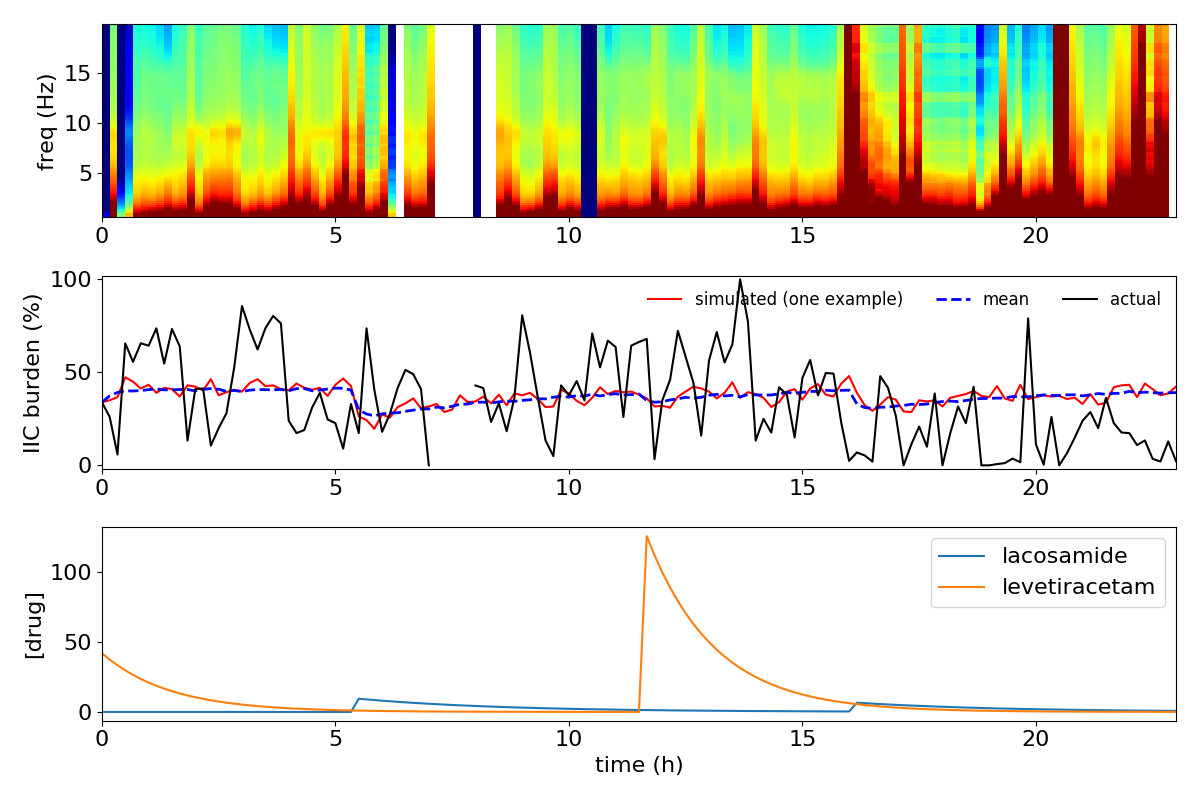 freq (Hz)
15
10
5
0 5 10 15 20
IIC burden (%)
100
50
0
simulated (one example) mean actual
0 5 10 15 20
[drug]
100
50
0
lacosamide
levetiracetam
0 5 10 15 20
time (h)